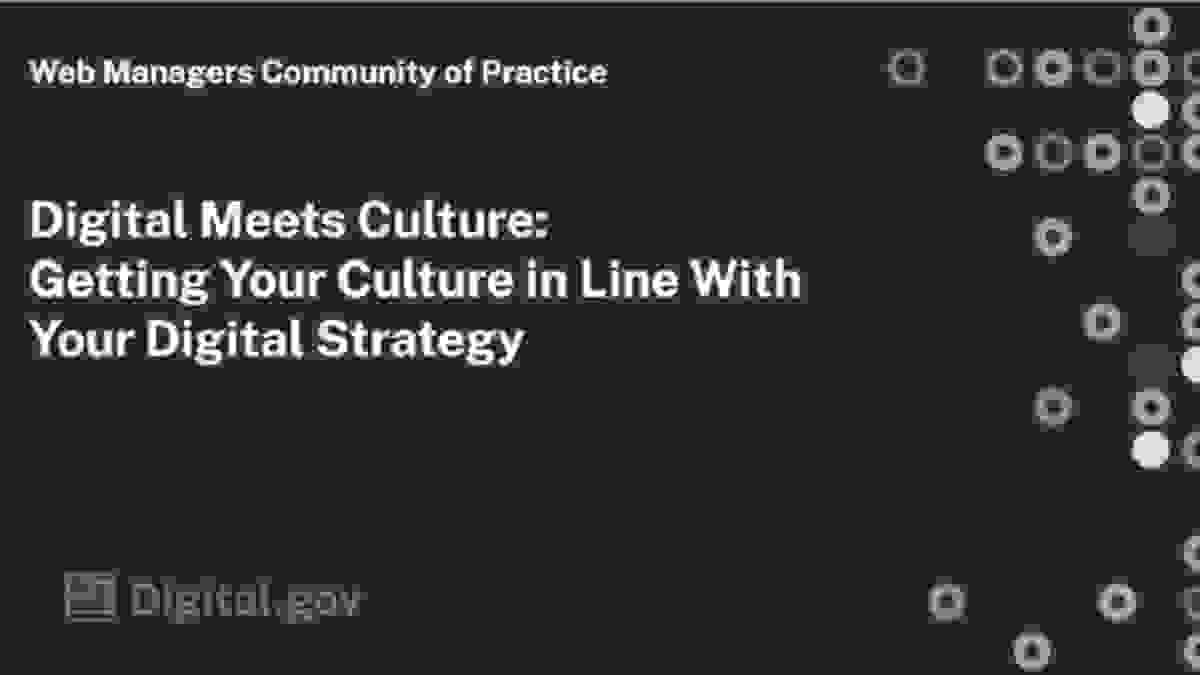 Web Managers Community of Practice
Digital Meets Culture:
Getting Your Culture in Line With
Your Digital Strategy
Digital.gov